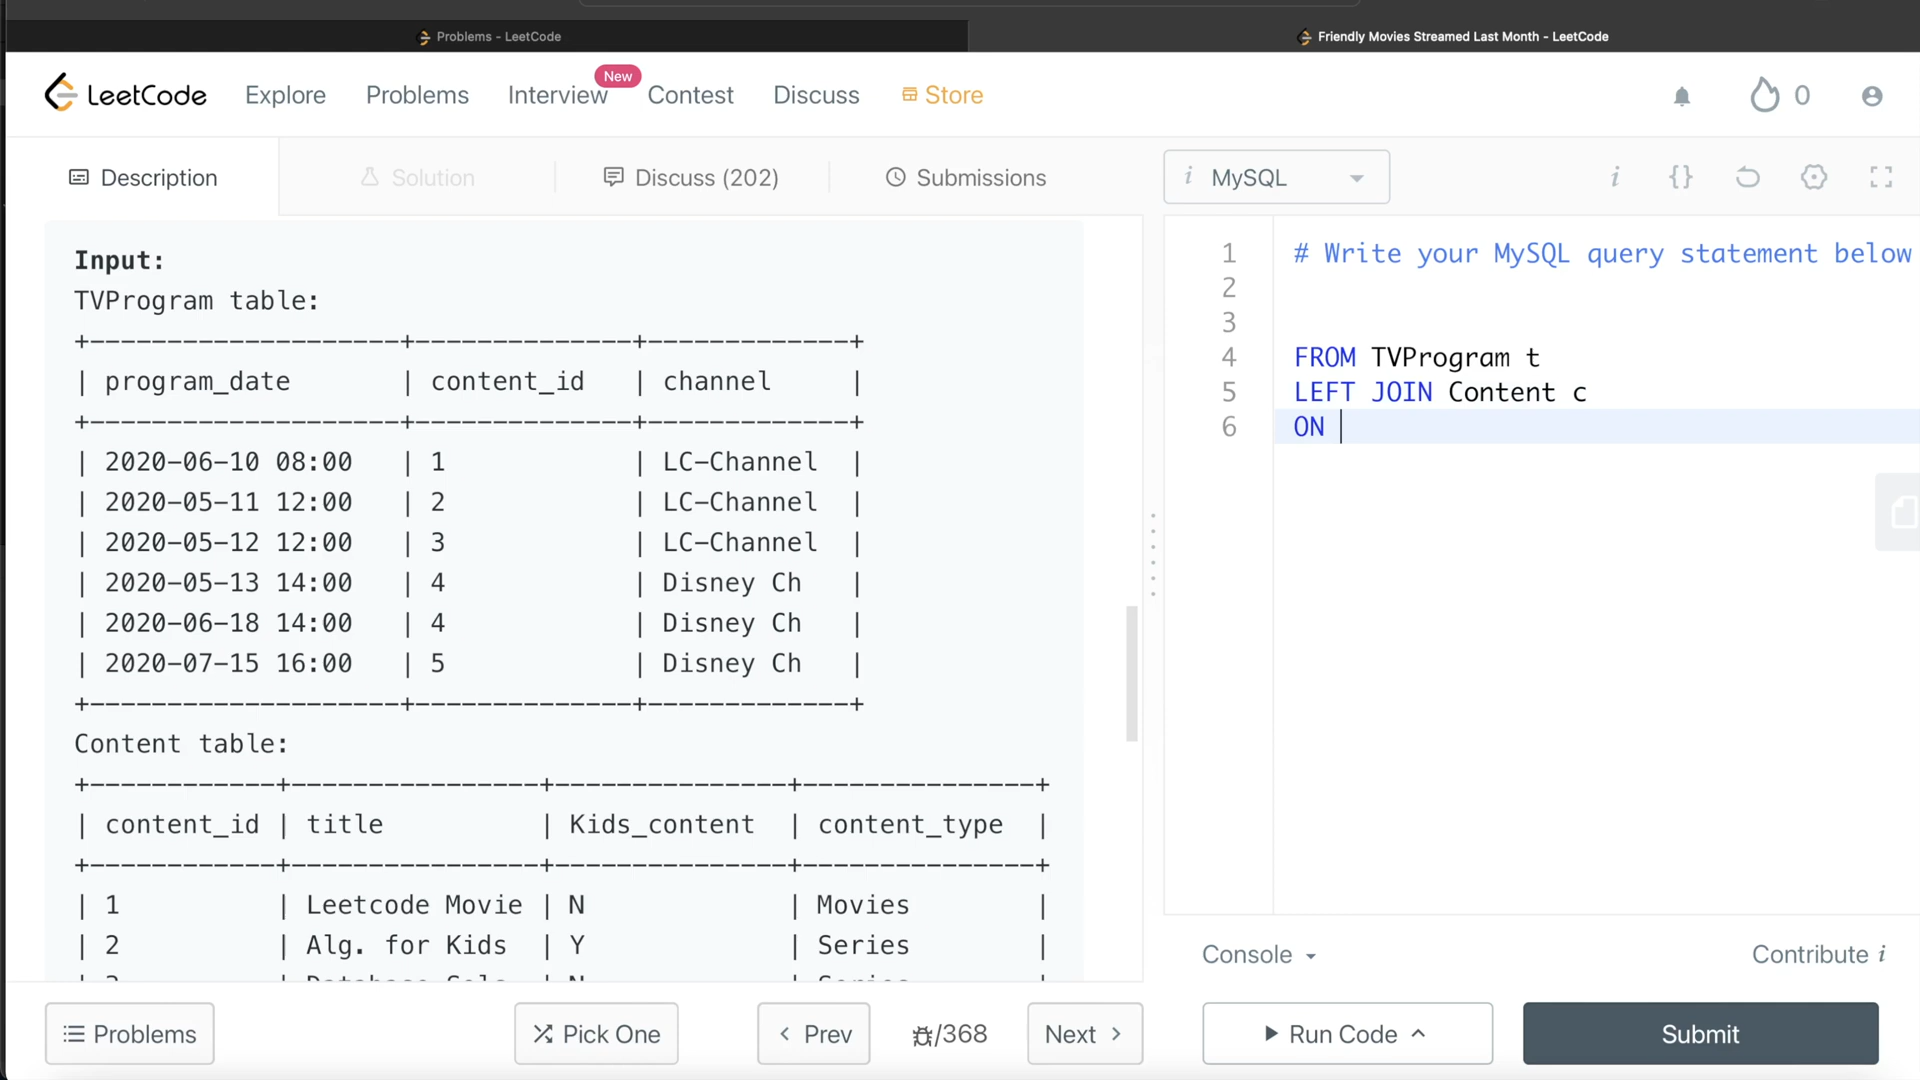 Problems - LeetCode
Friendly Movies Streamed Last Month - LeetCode
LeetCode Explore Problems Interview New Contest Discuss Store 0
Description Solution Discuss (202) Submissions
i MySQL i {}
Input:
TVProgram table:
+--------------------+--------------+-------------+
| program_date | content_id | channel |
+--------------------+--------------+-------------+
| 2020-06-10 08:00 | 1 | LC-Channel |
| 2020-05-11 12:00 | 2 | LC-Channel |
| 2020-05-12 12:00 | 3 | LC-Channel |
| 2020-05-13 14:00 | 4 | Disney Ch |
| 2020-06-18 14:00 | 4 | Disney Ch |
| 2020-07-15 16:00 | 5 | Disney Ch |
+--------------------+--------------+-------------+
Content table:
+------------+----------------+---------------+---------------+
| content_id | title | Kids_content | content_type |
+------------+----------------+---------------+---------------+
| 1 | Leetcode Movie | N | Movies |
| 2 | Alg. for Kids | Y | Series |
1 # Write your MySQL query statement below
2
3
4 FROM TVProgram t
5 LEFT JOIN Content c
6 ON
Console
Contribute i
Problems
Pick One
Prev
/368
Next
Run Code
Submit